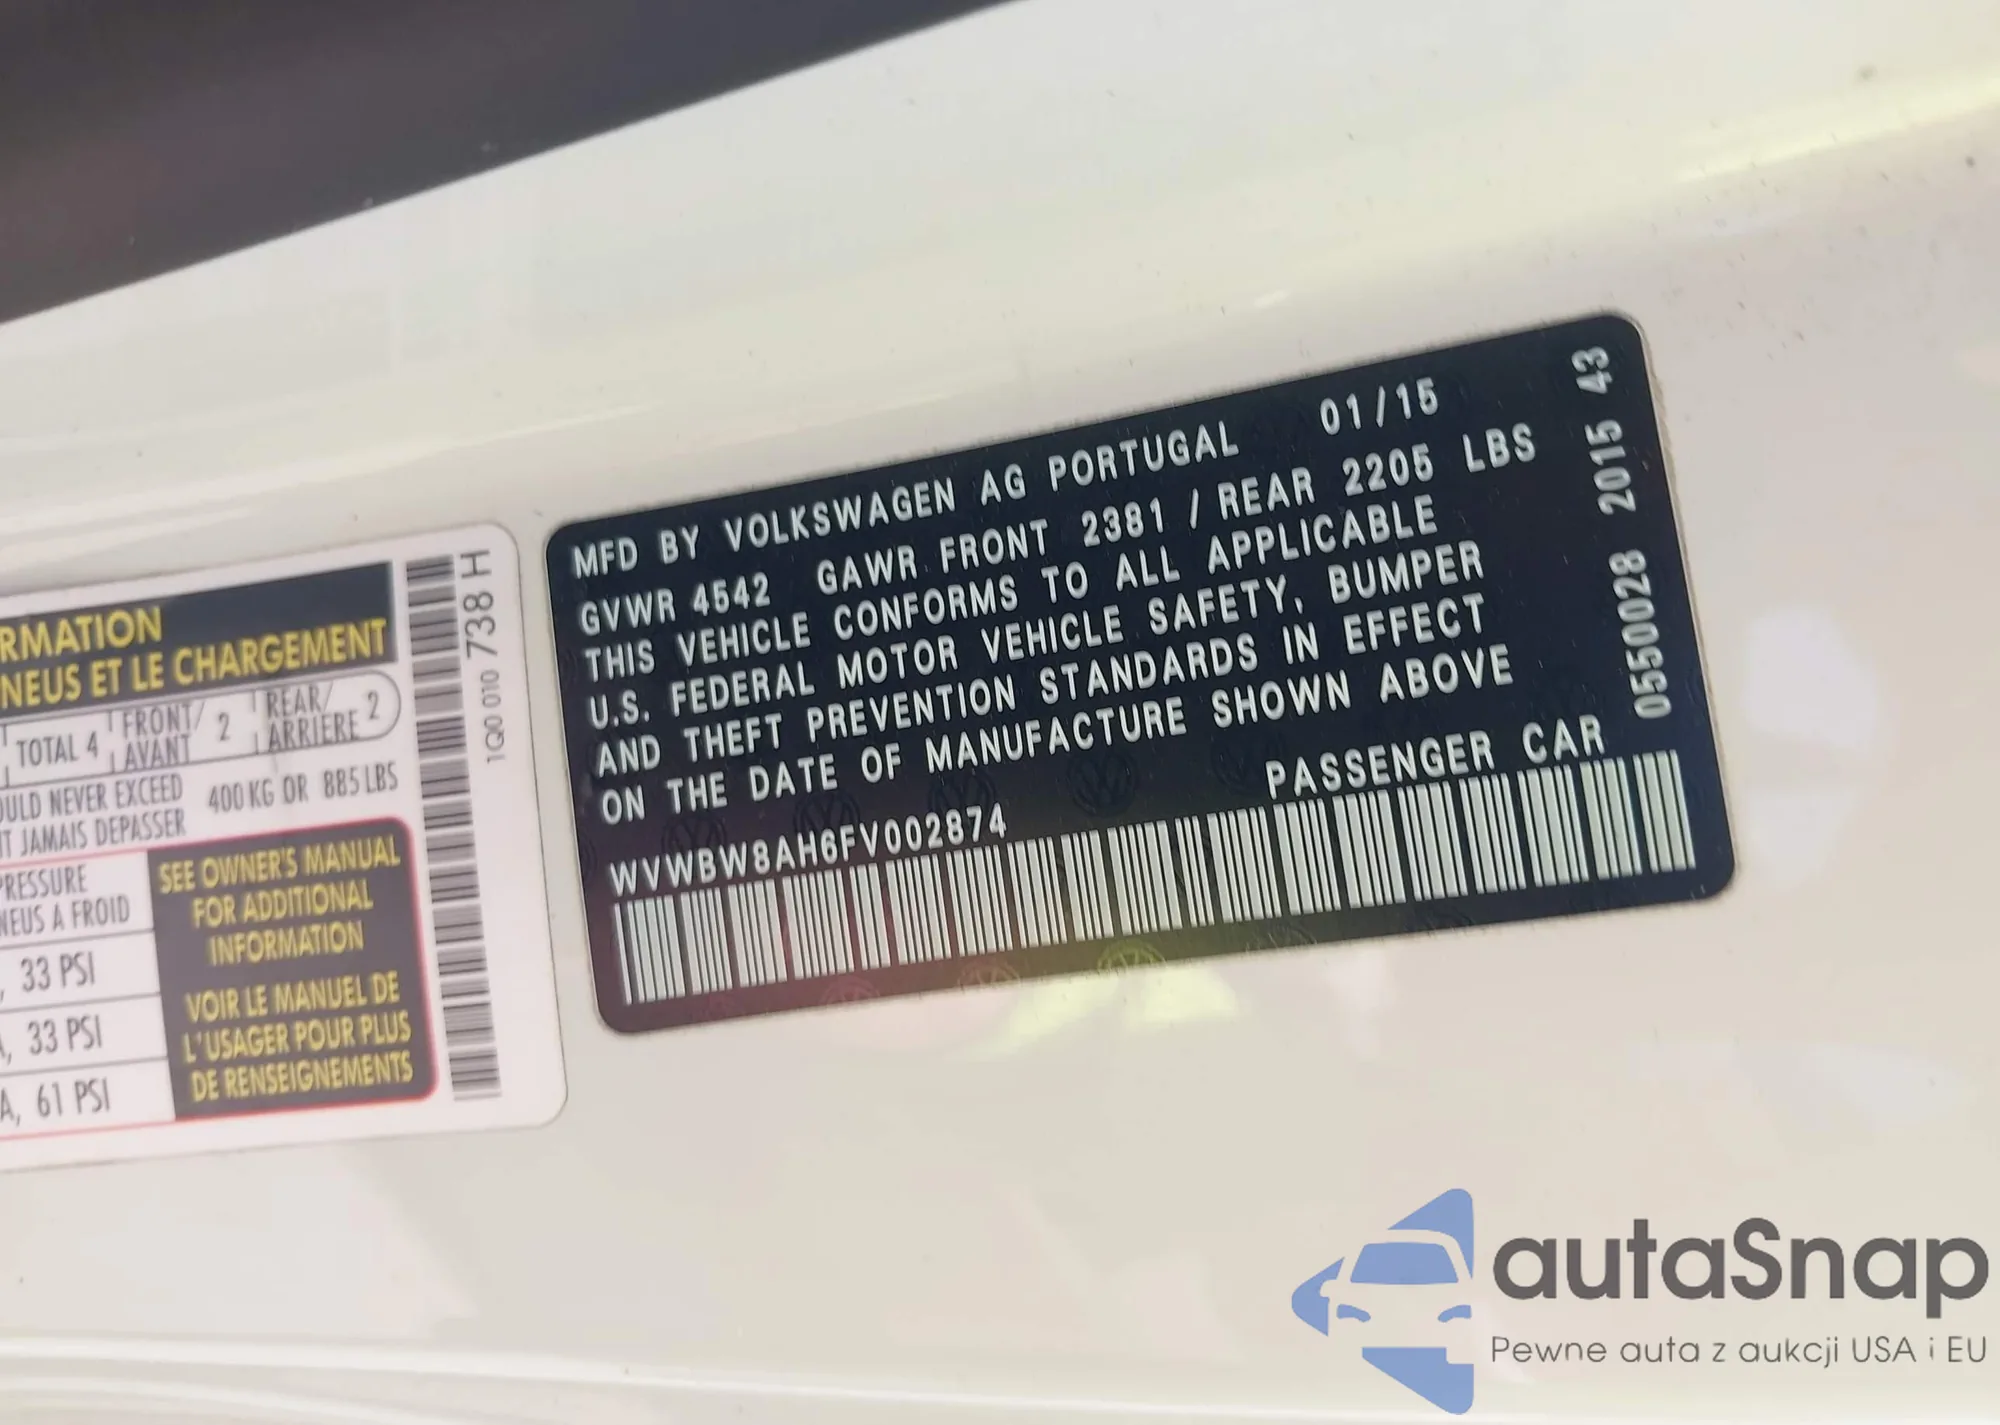 RMATION
NEUS ET LE CHARGEMENT
TOTAL 4 FRONT/ AVANT 2 REAR/ ARRIERE 2
OULD NEVER EXCEED
T JAMAIS DEPASSER
400 KG OR 885 LBS
PRESSURE
NEUS A FROID
, 33 PSI
, 33 PSI
A, 61 PSI
SEE OWNER'S MANUAL
FOR ADDITIONAL
INFORMATION
VOIR LE MANUEL DE
L'USAGER POUR PLUS
DE RENSEIGNEMENTS
1Q0 010 738 H
MFD BY VOLKSWAGEN AG PORTUGAL 01/15
GVWR 4542 GAWR FRONT 2381 / REAR 2205 LBS
THIS VEHICLE CONFORMS TO ALL APPLICABLE
U.S. FEDERAL MOTOR VEHICLE SAFETY, BUMPER
AND THEFT PREVENTION STANDARDS IN EFFECT
ON THE DATE OF MANUFACTURE SHOWN ABOVE
PASSENGER CAR
WVWBW8AH6FV002874
0550028 2015 43
autaSnap
Pewne auta z aukcji USA i EU